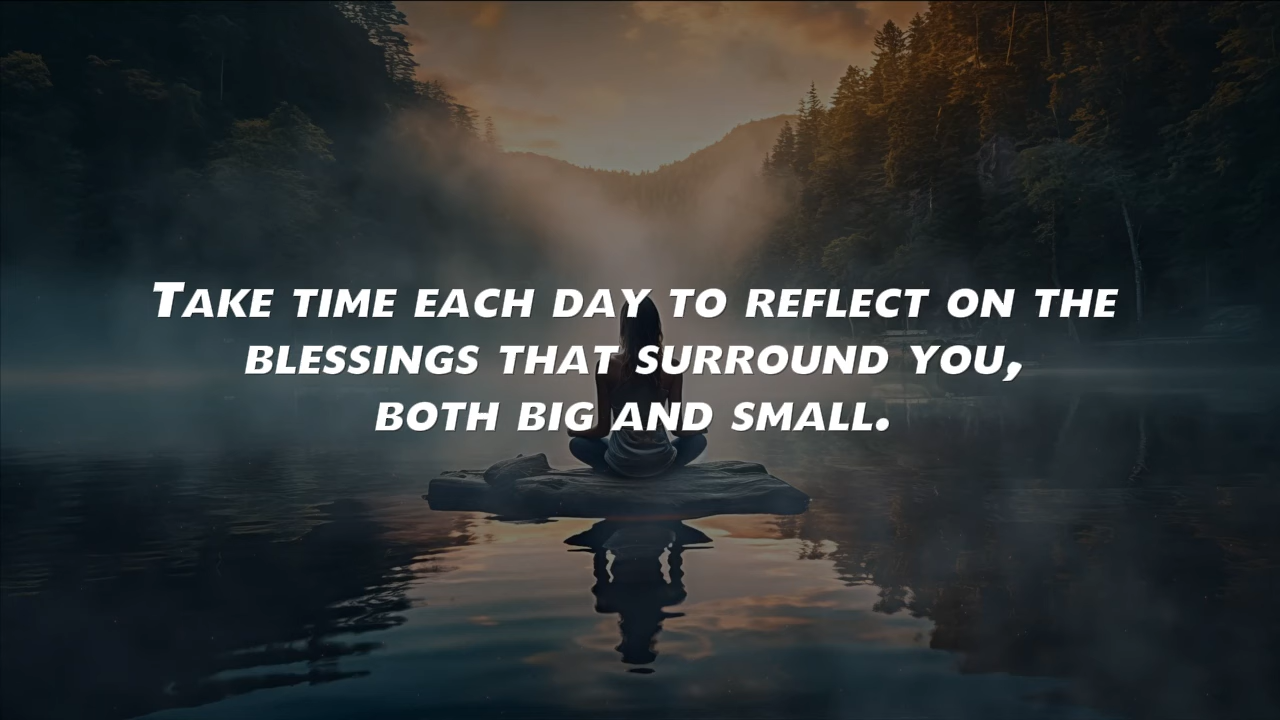 Take time each day to reflect on the
blessings that surround you,
both big and small.